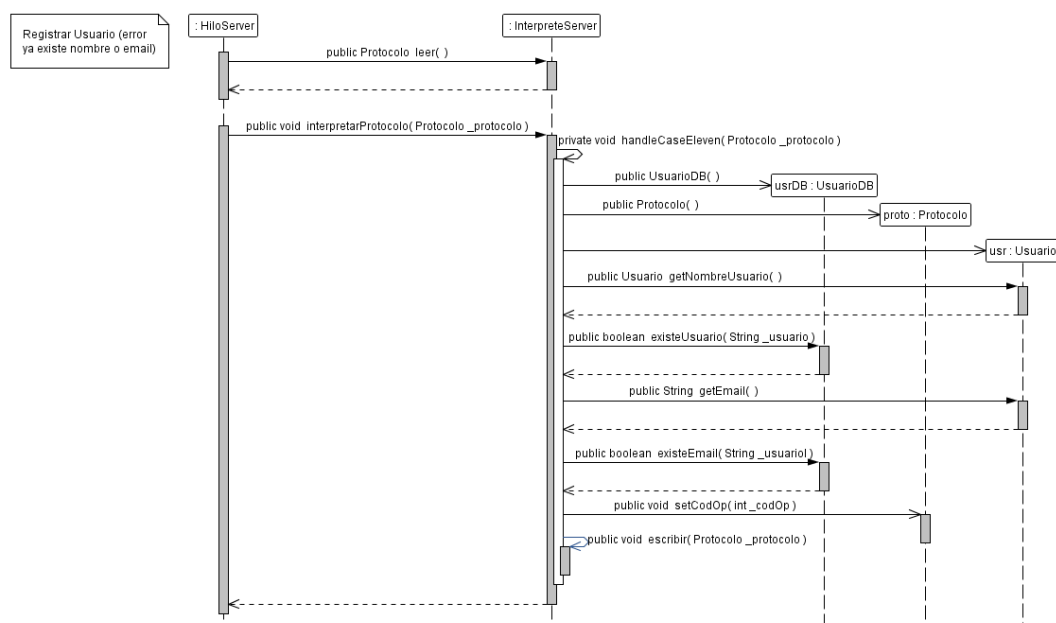 Registrar Usuario (error
ya existe nombre o email)
: HiloServer
: InterpreteServer
public Protocolo leer( )
public void interpretarProtocolo( Protocolo _protocolo )
private void handleCaseEleven( Protocolo _protocolo )
public UsuarioDB( )
usrDB : UsuarioDB
public Protocolo( )
proto : Protocolo
usr : Usuario
public Usuario getNombreUsuario( )
public boolean existeUsuario( String _usuario )
public String getEmail( )
public boolean existeEmail( String _usuariol )
public void setCodOp( int _codOp )
public void escribir( Protocolo _protocolo )